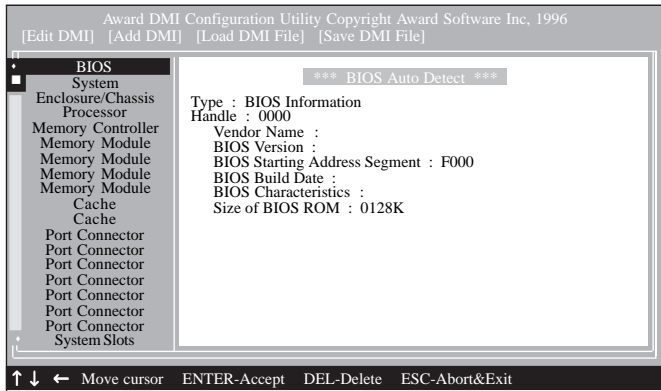 Award DMI Configuration Utility Copyright Award Software Inc, 1996
[Edit DMI] [Add DMI] [Load DMI File] [Save DMI File]
BIOS
System
Enclosure/Chassis
Processor
Memory Controller
Memory Module
Memory Module
Memory Module
Memory Module
Cache
Cache
Port Connector
Port Connector
Port Connector
Port Connector
Port Connector
Port Connector
Port Connector
System Slots
*** BIOS Auto Detect ***
Type : BIOS Information
Handle : 0000
Vendor Name :
BIOS Version :
BIOS Starting Address Segment : F000
BIOS Build Date :
BIOS Characteristics :
Size of BIOS ROM : 0128K
↑↓ ← Move cursor ENTER-Accept DEL-Delete ESC-Abort&Exit